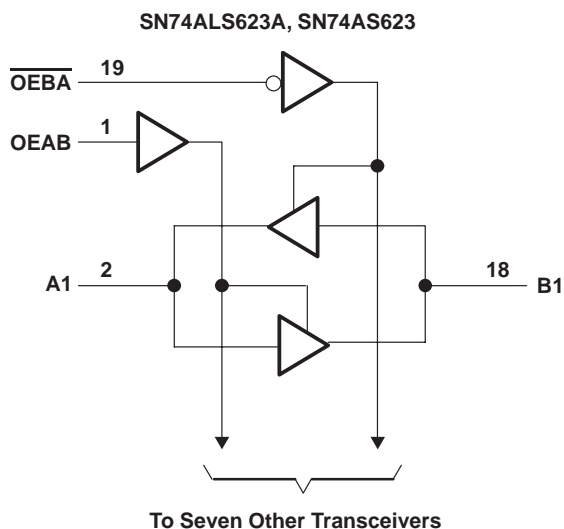 SN74ALS623A, SN74AS623
OEBA 19
OEAB 1
A1 2
18 B1
To Seven Other Transceivers